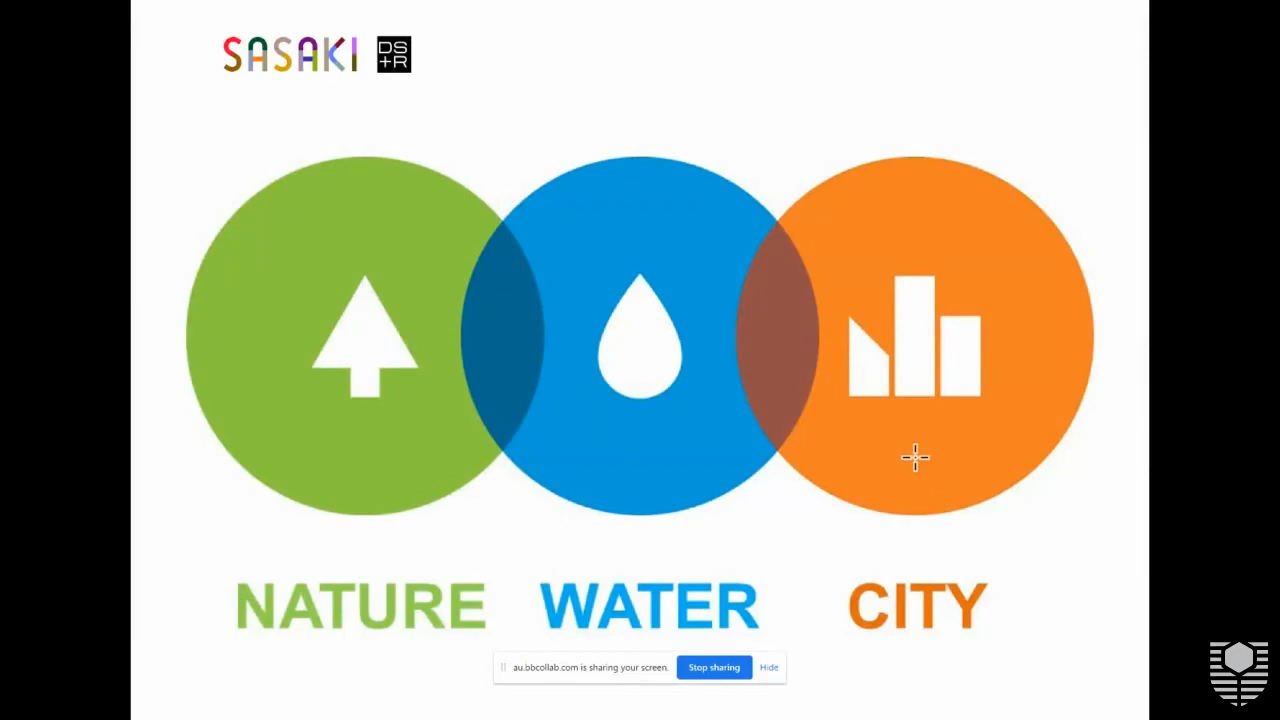 SASAKI DS
+R
NATURE WATER CITY
au.bbcollab.com is sharing your screen. Stop sharing Hide